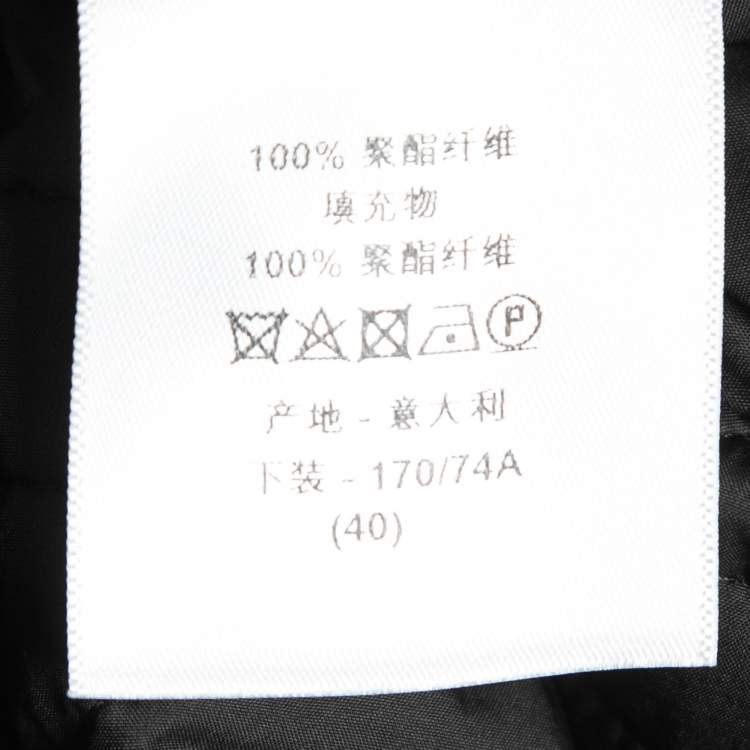 100% 聚酯纤维
填充物
100% 聚酯纤维
P
产地 - 意大利
下装 - 170/74A
(40)